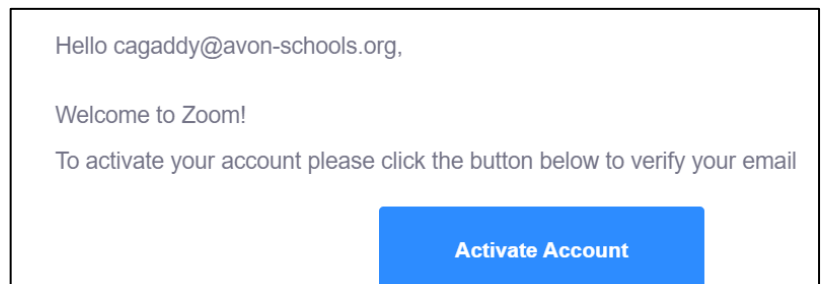 Hello cagaddy@avon-schools.org,
Welcome to Zoom!
To activate your account please click the button below to verify your email
Activate Account